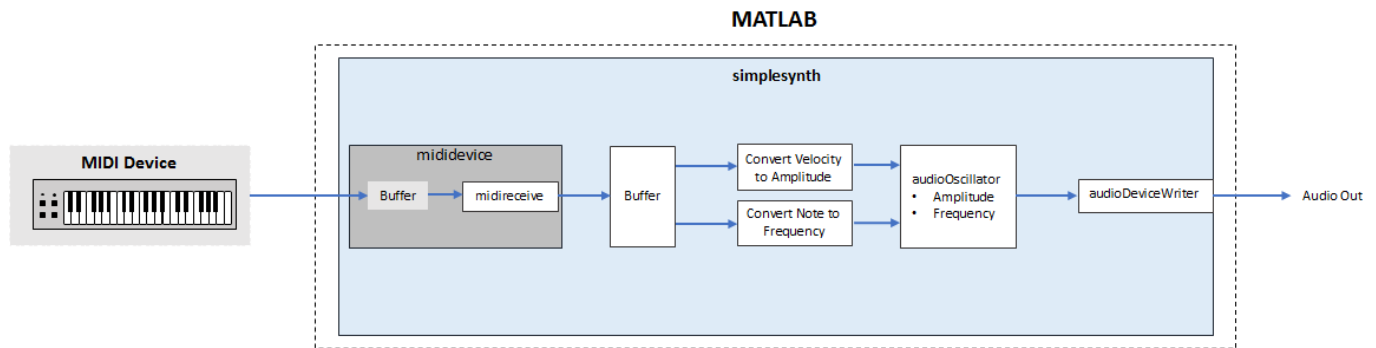 MATLAB
simplesynth
MIDI Device
mididevice
Buffer
midireceive
Buffer
Convert Velocity
to Amplitude
Convert Note to
Frequency
audioOscillator
• Amplitude
• Frequency
audioDeviceWriter
Audio Out